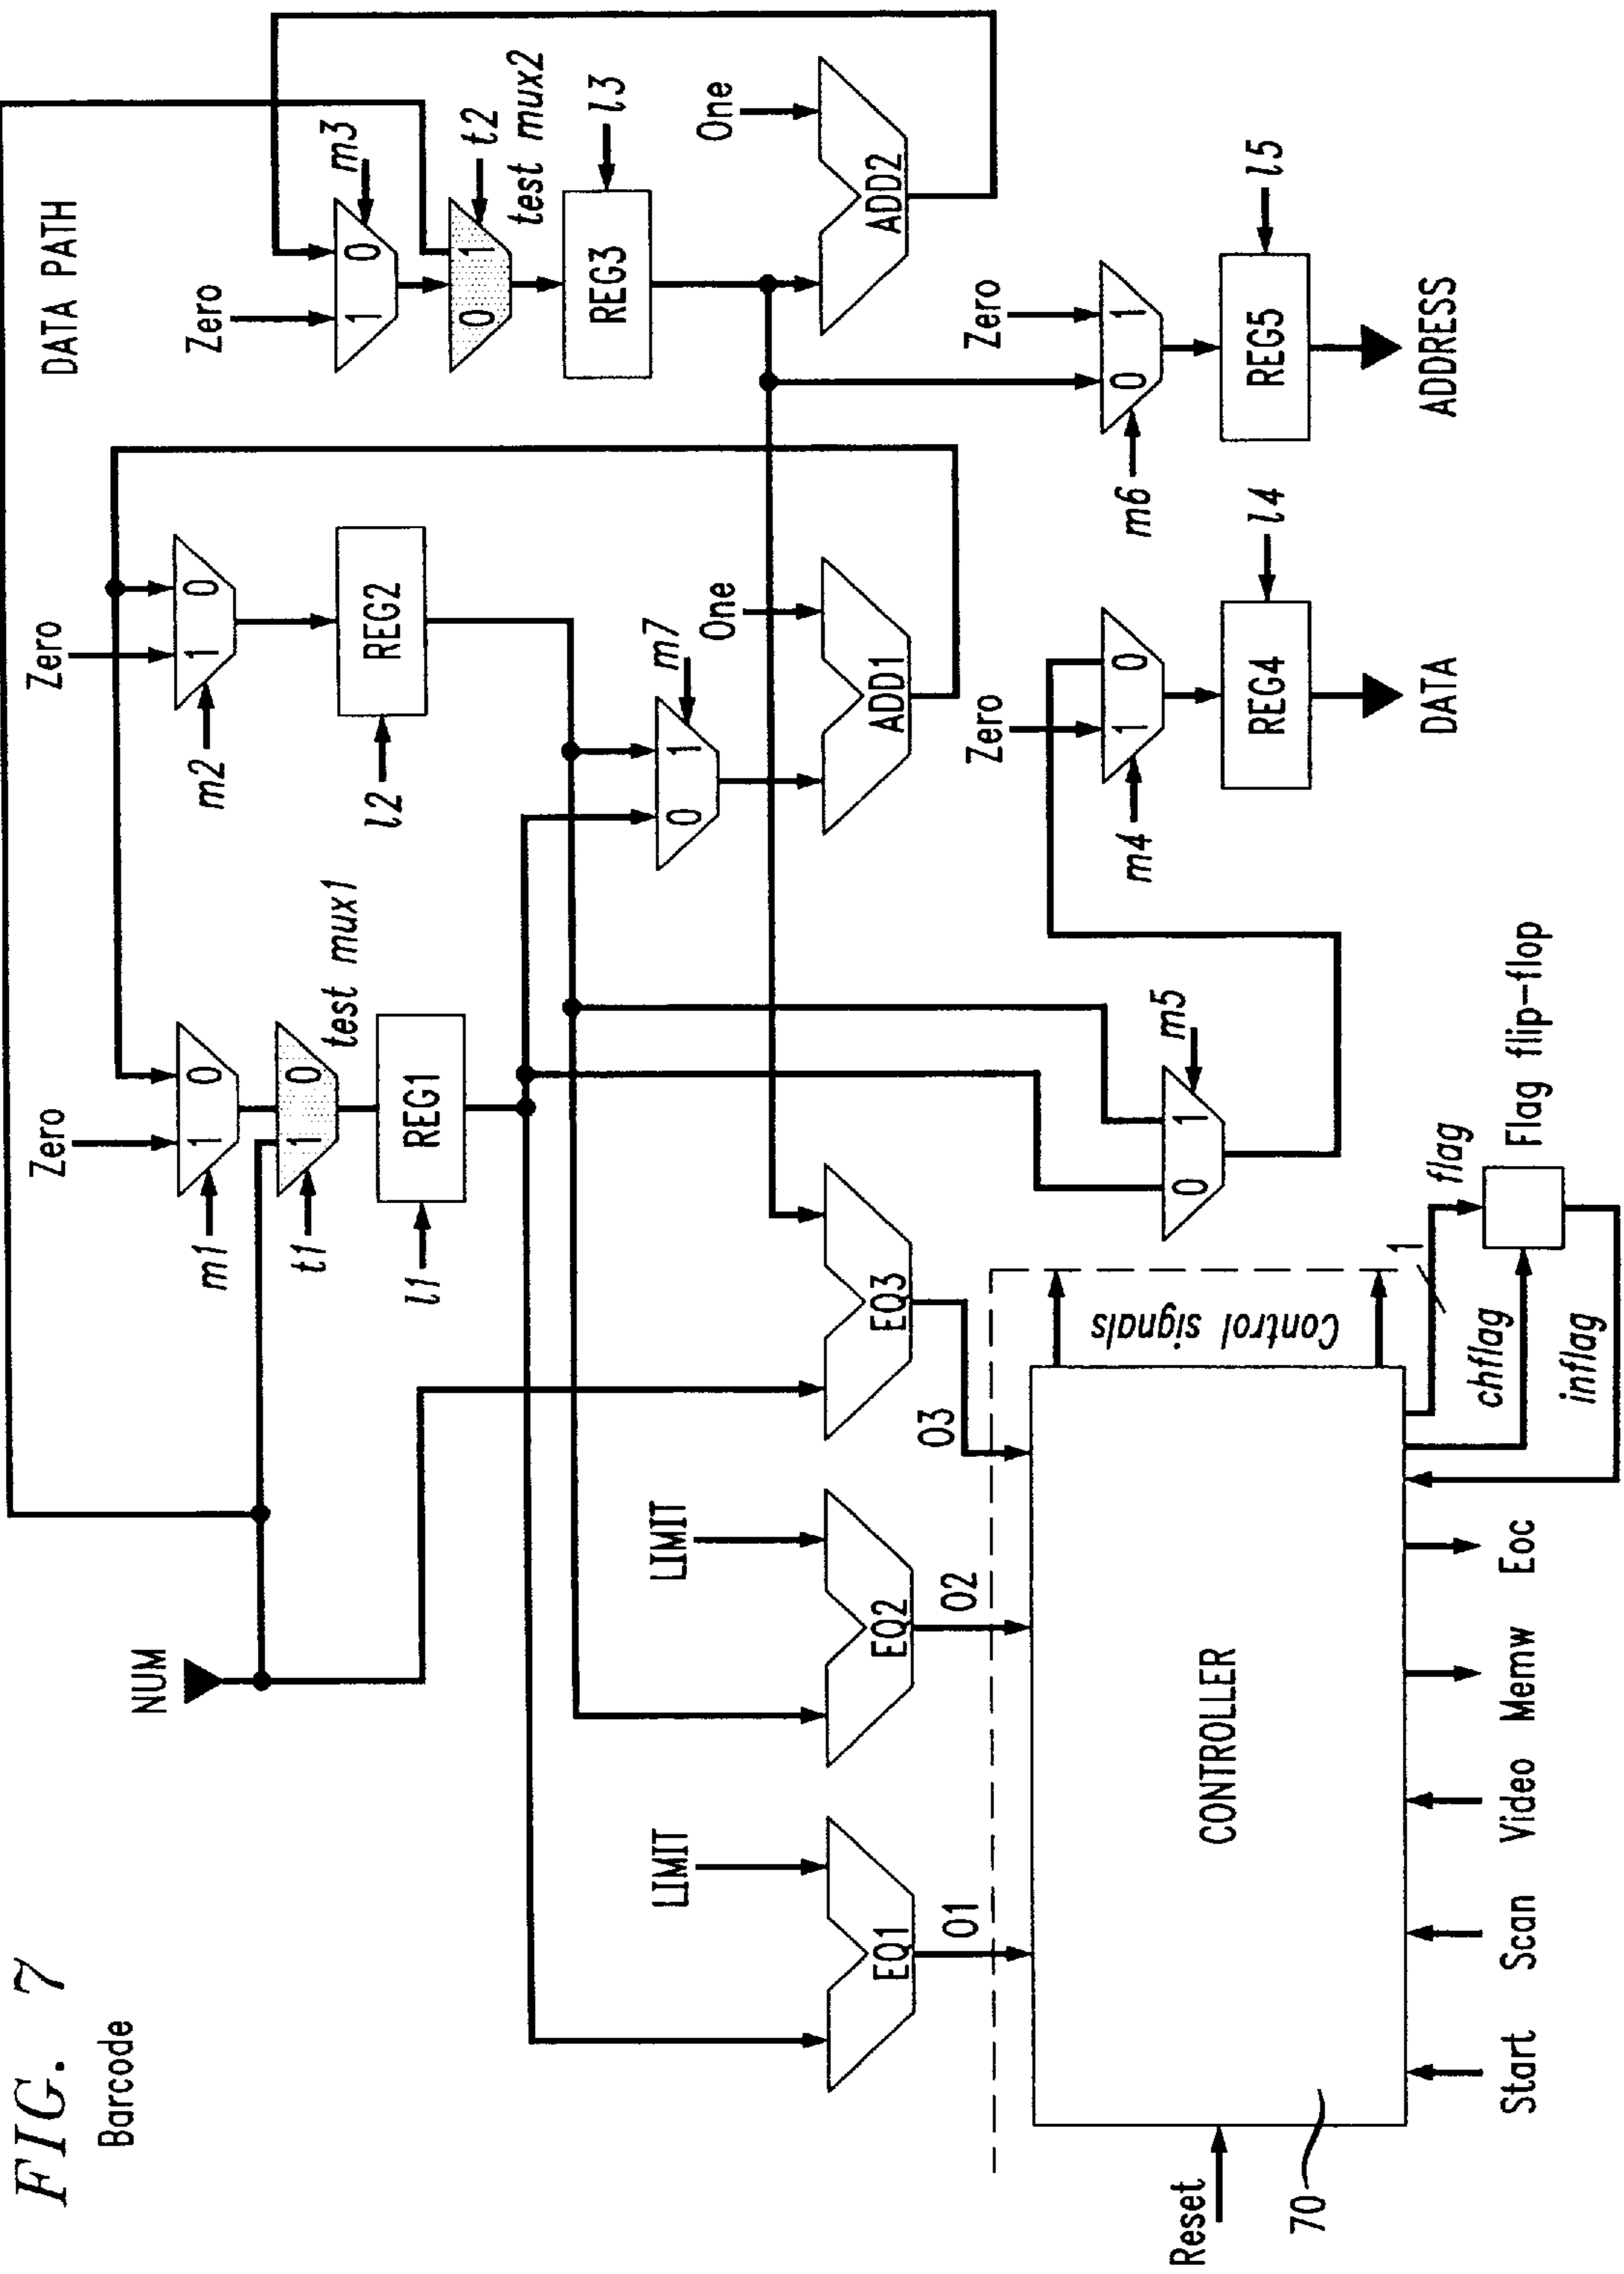 FIG. 7
Barcode
DATA PATH
NUM
Zero
m1
1 0
t1
1 0
test mux1
l1
REG1
Zero
m2
1 0
l2
REG2
Zero
1 0
m3
0 1
t2
test mux2
REG3
l3
m7
0 1
One
ADD1
One
ADD2
LIMIT
EQ1
O1
LIMIT
EQ2
O2
EQ3
O3
m5
0 1
Zero
m4
1 0
REG4
l4
DATA
Zero
m6
0 1
REG5
l5
ADDRESS
Control signals
CONTROLLER
Reset
70
1
flag
chflag
inflag
Flag flip-flop
Start Scan Video Memw Eoc